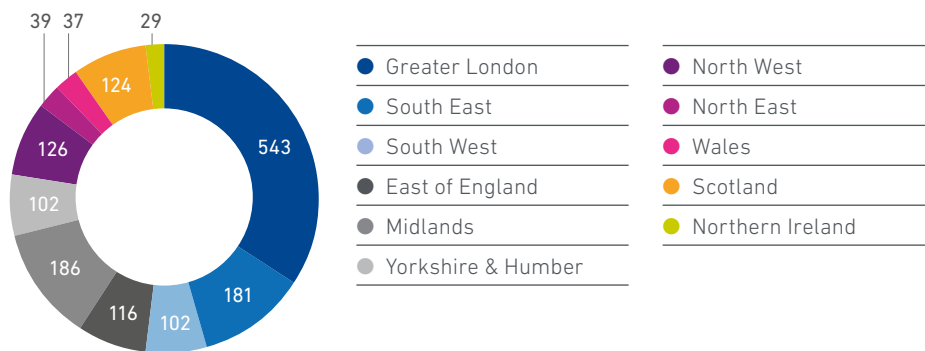 39 37 29
124
543
126
102
186
116
102
181
Greater London
South East
South West
East of England
Midlands
Yorkshire & Humber
North West
North East
Wales
Scotland
Northern Ireland